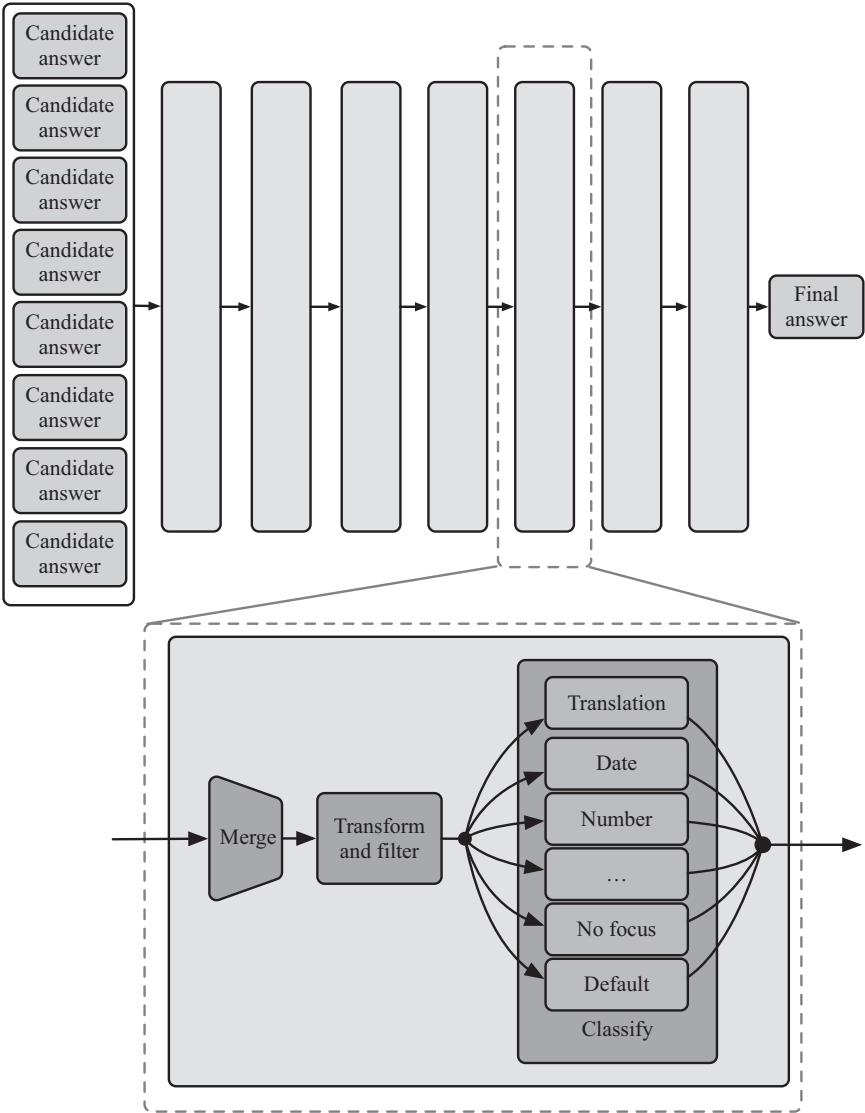 Candidate
answer
Candidate
answer
Candidate
answer
Candidate
answer
Candidate
answer
Candidate
answer
Candidate
answer
Candidate
answer
Final
answer
Merge
Transform
and filter
Translation
Date
Number
...
No focus
Default
Classify